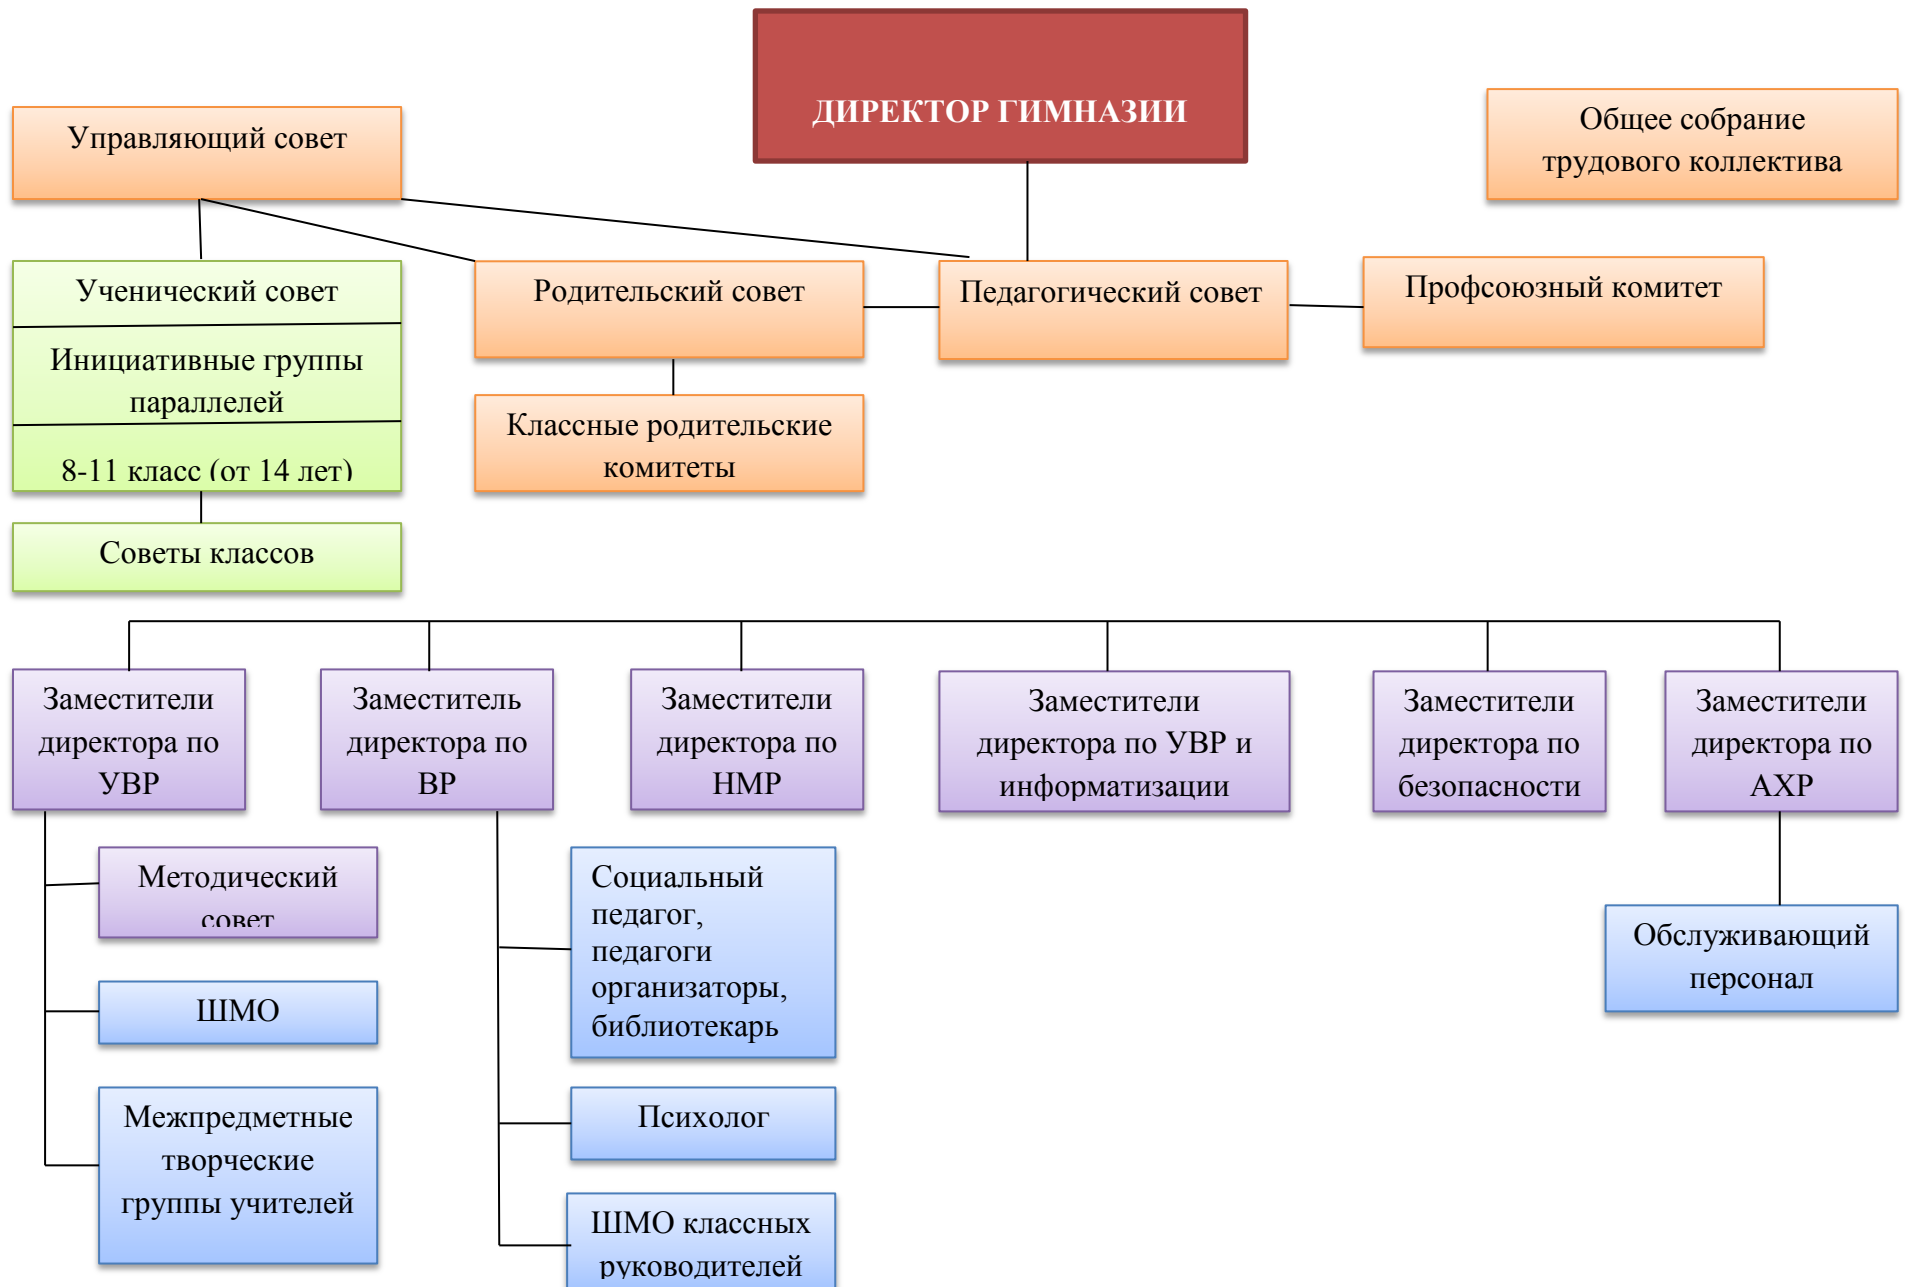 ДИРЕКТОР ГИМНАЗИИ
Управляющий совет
Общее собрание
трудового коллектива
Ученический совет
Инициативные группы
параллелей
8-11 класс (от 14 лет)
Родительский совет
Педагогический совет
Профсоюзный комитет
Классные родительские
комитеты
Советы классов
Заместители
директора по
УВР
Заместитель
директора по
ВР
Заместители
директора по
НМР
Заместители
директора по УВР и
информатизации
Заместители
директора по
безопасности
Заместители
директора по
АХР
Методический
совет
ШМО
Межпредметные
творческие
группы учителей
Социальный
педагог,
педагоги
организаторы,
библиотекарь
Психолог
ШМО классных
руководителей
Обслуживающий
персонал